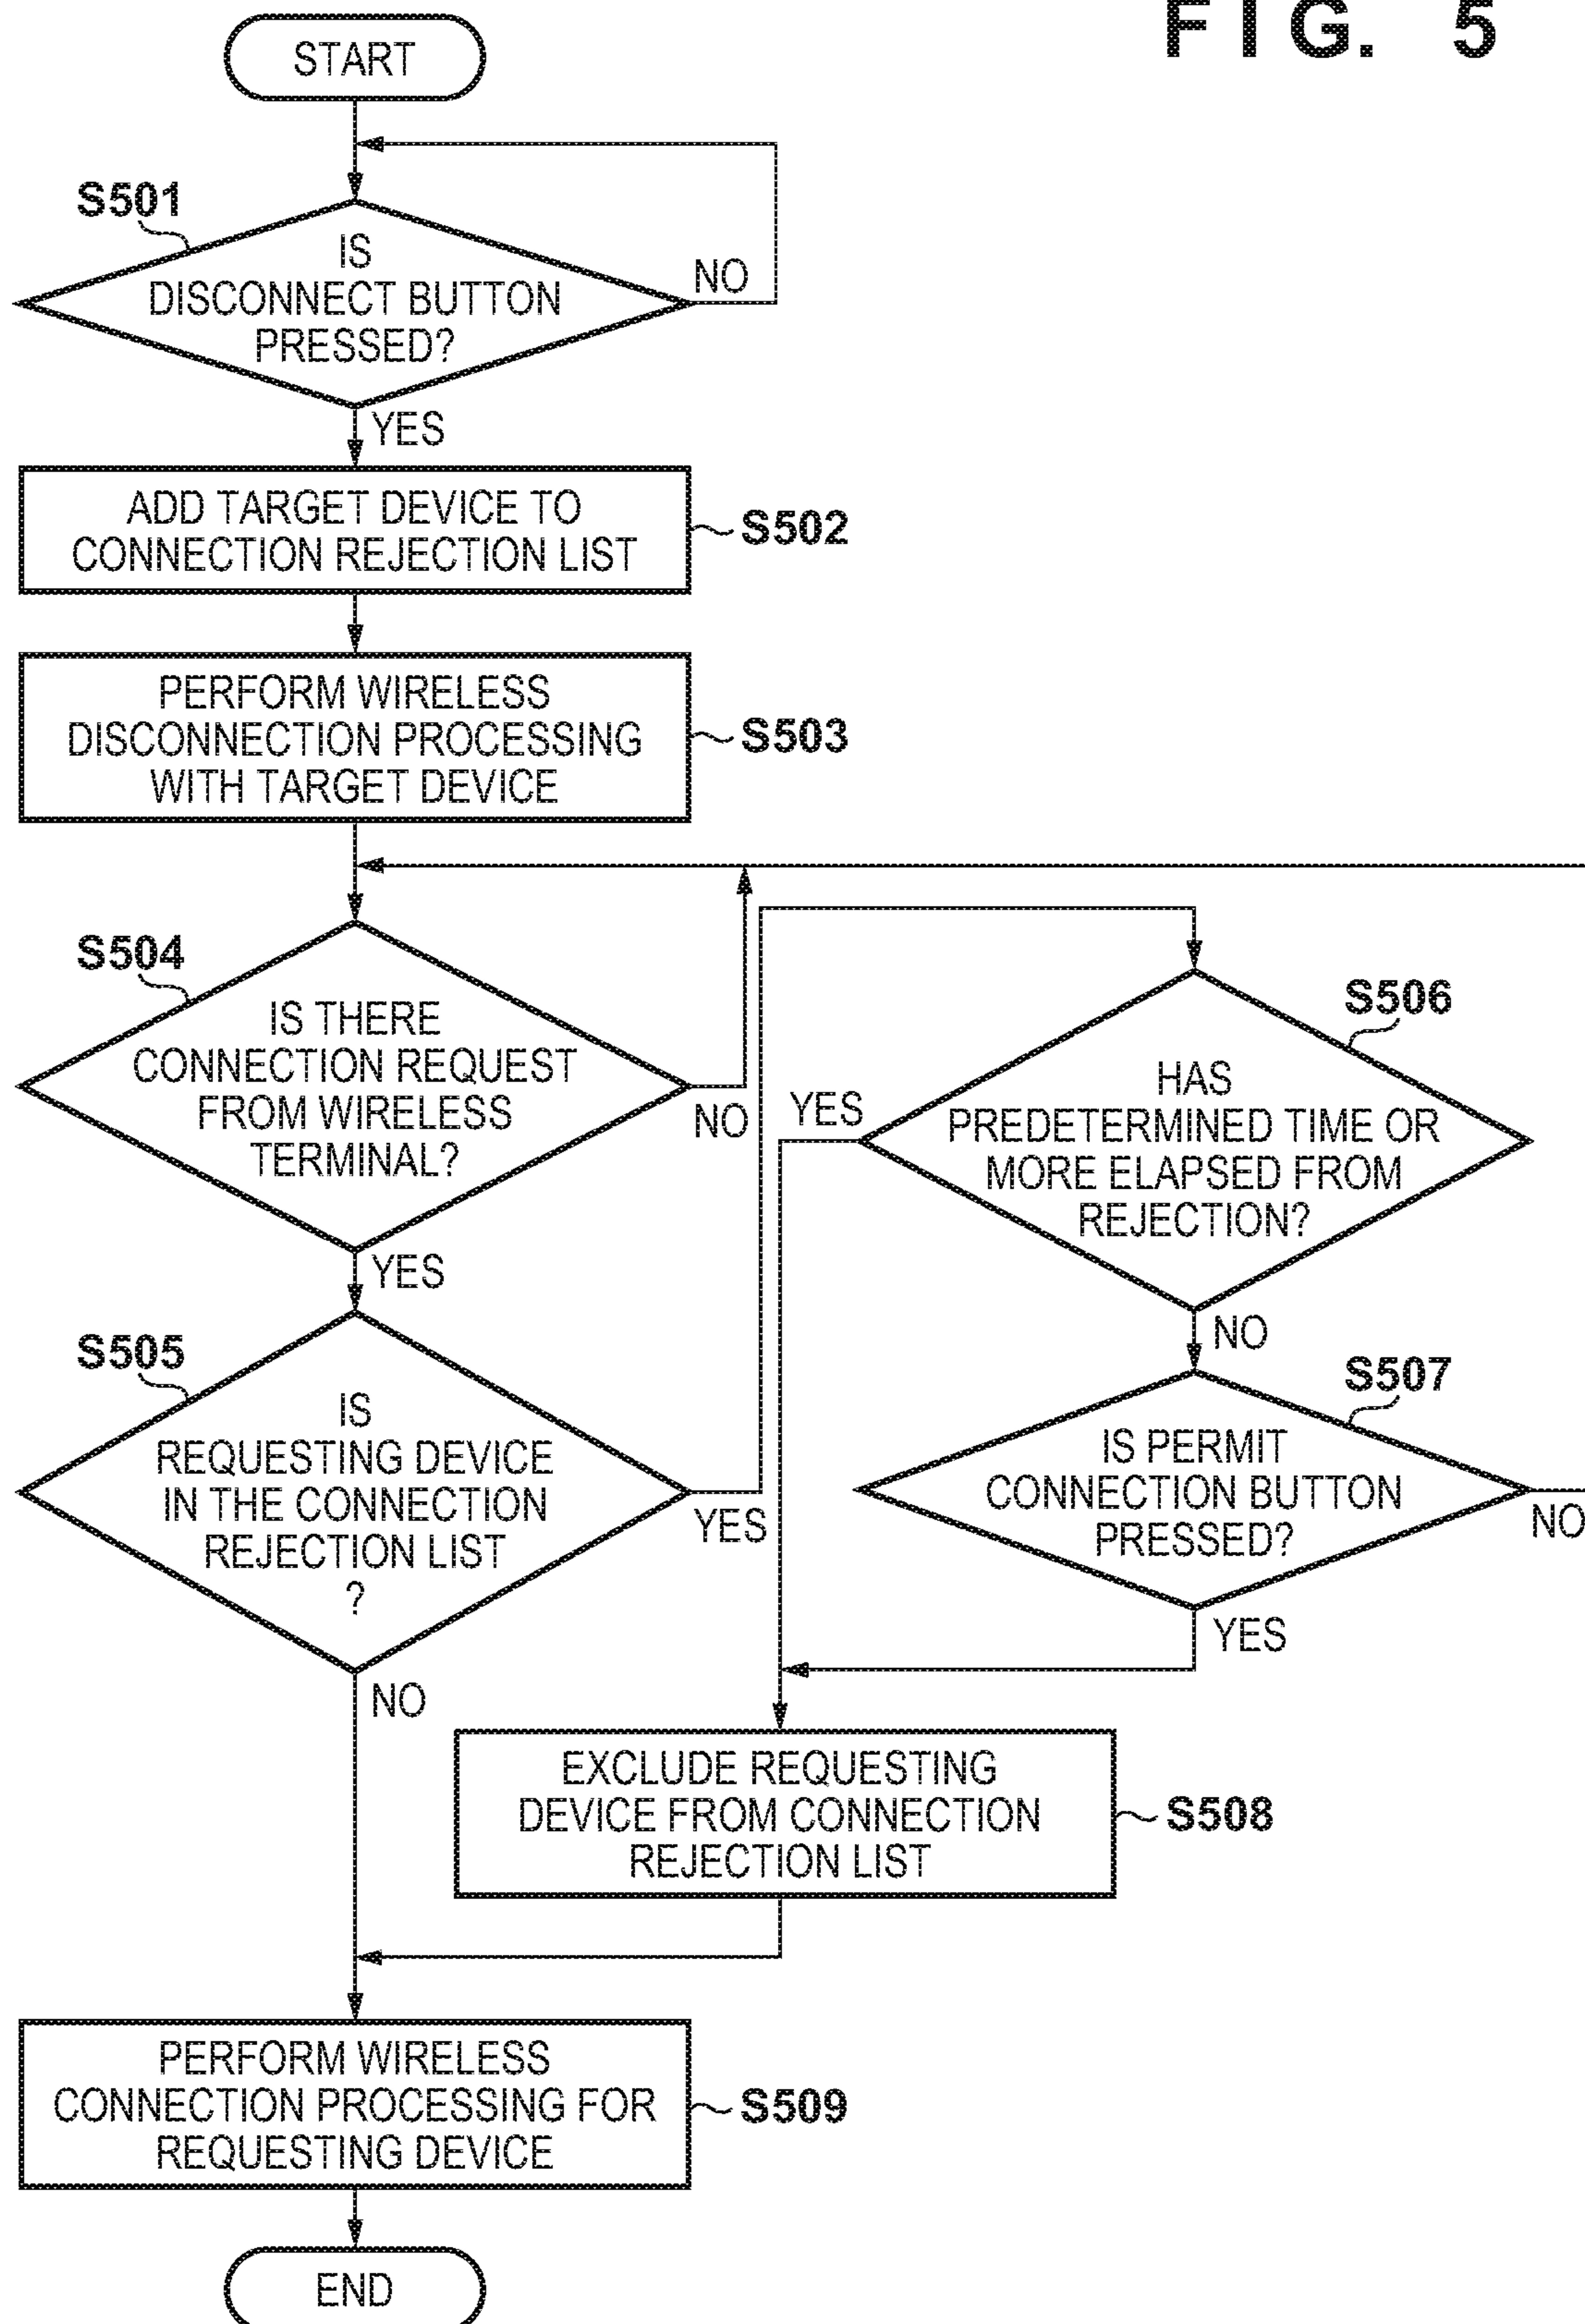 FIG. 5
START
S501
IS
DISCONNECT BUTTON
PRESSED?
NO
YES
ADD TARGET DEVICE TO
CONNECTION REJECTION LIST
S502
PERFORM WIRELESS
DISCONNECTION PROCESSING
WITH TARGET DEVICE
S503
S504
IS THERE
CONNECTION REQUEST
FROM WIRELESS
TERMINAL?
NO
YES
S505
IS
REQUESTING DEVICE
IN THE CONNECTION
REJECTION LIST
?
YES
NO
S506
HAS
PREDETERMINED TIME OR
MORE ELAPSED FROM
REJECTION?
YES
NO
S507
IS PERMIT
CONNECTION BUTTON
PRESSED?
NO
YES
EXCLUDE REQUESTING
DEVICE FROM CONNECTION
REJECTION LIST
S508
PERFORM WIRELESS
CONNECTION PROCESSING FOR
REQUESTING DEVICE
S509
END